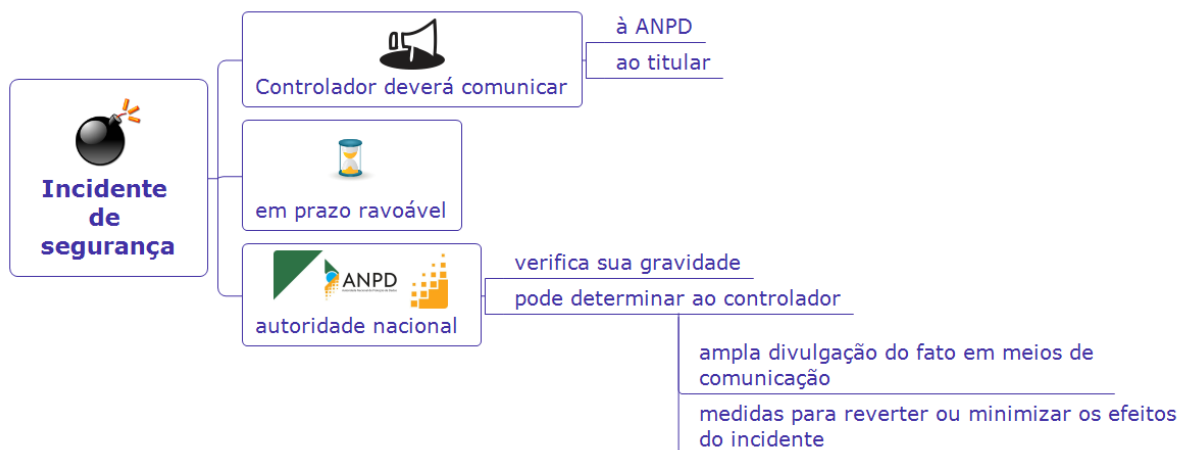 Incidente
de
segurança
Controlador deverá comunicar
à ANPD
ao titular
em prazo ravoável
ANPD
autoridade nacional
verifica sua gravidade
pode determinar ao controlador
ampla divulgação do fato em meios de
comunicação
medidas para reverter ou minimizar os efeitos
do incidente